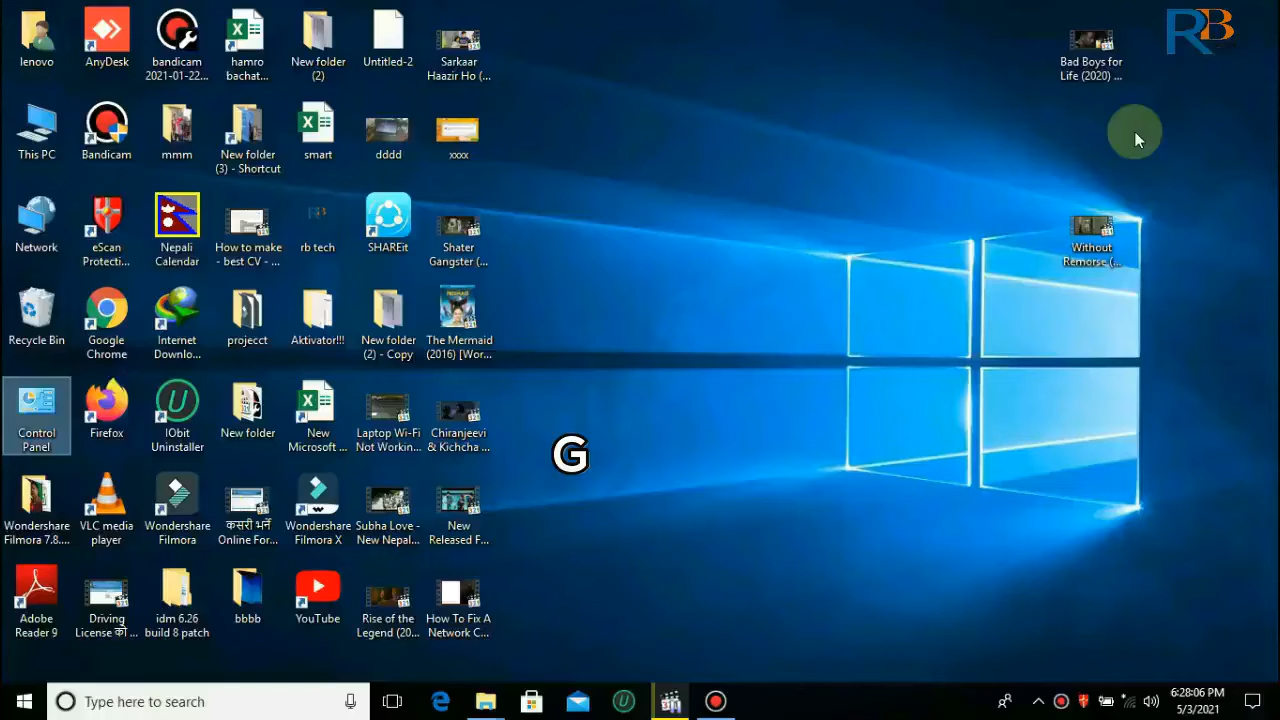 RB
lenovo
AnyDesk
bandicam
2021-01-22...
hamro
bachat...
New folder
(2)
Untitled-2
Sarkaar
Haazir Ho (...
Bad Boys for
Life (2020) ...
This PC
Bandicam
mmm
New folder
(3) - Shortcut
smart
dddd
xxxx
Network
eScan
Protecti...
Nepali
Calendar
How to make
- best CV - ...
rb tech
SHAREit
Shater
Gangster (...
Without
Remorse (...
Recycle Bin
Google
Chrome
Internet
Downlo...
projecct
Aktivator!!!
New folder
(2) - Copy
The Mermaid
(2016) [Wor...
Control
Panel
Firefox
IObit
Uninstaller
New folder
New
Microsoft ...
Laptop Wi-Fi
Not Workin...
Chiranjeevi
& Kichcha ...
G
Wondershare
Filmora 7.8....
VLC media
player
Wondershare
Filmora
कसरी भर्ने
Online For...
Wondershare
Filmora X
Subha Love -
New Nepal...
New
Released F...
Adobe
Reader 9
Driving
License को ...
idm 6.26
build 8 patch
bbbb
YouTube
Rise of the
Legend (20...
How To Fix A
Network C...
Type here to search
6:28:06 PM
5/3/2021